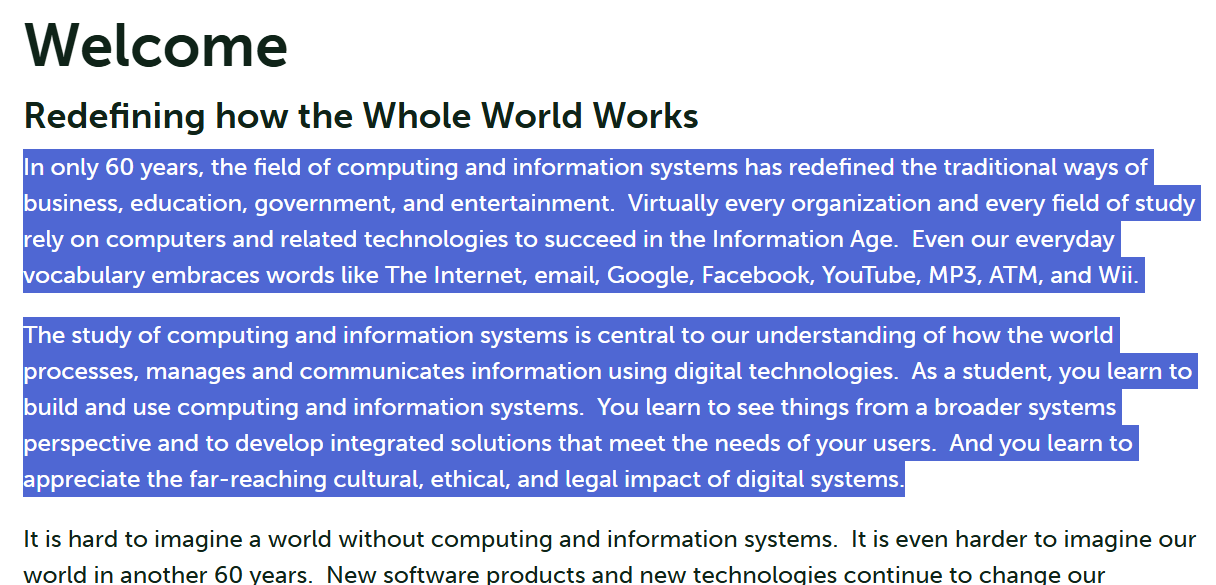 Welcome
Redefining how the Whole World Works
In only 60 years, the field of computing and information systems has redefined the traditional ways of
business, education, government, and entertainment.  Virtually every organization and every field of study
rely on computers and related technologies to succeed in the Information Age.  Even our everyday
vocabulary embraces words like The Internet, email, Google, Facebook, YouTube, MP3, ATM, and Wii.
The study of computing and information systems is central to our understanding of how the world
processes, manages and communicates information using digital technologies.  As a student, you learn to
build and use computing and information systems.  You learn to see things from a broader systems
perspective and to develop integrated solutions that meet the needs of your users.  And you learn to
appreciate the far-reaching cultural, ethical, and legal impact of digital systems.
It is hard to imagine a world without computing and information systems.  It is even harder to imagine our
world in another 60 years.  New software products and new technologies continue to change our